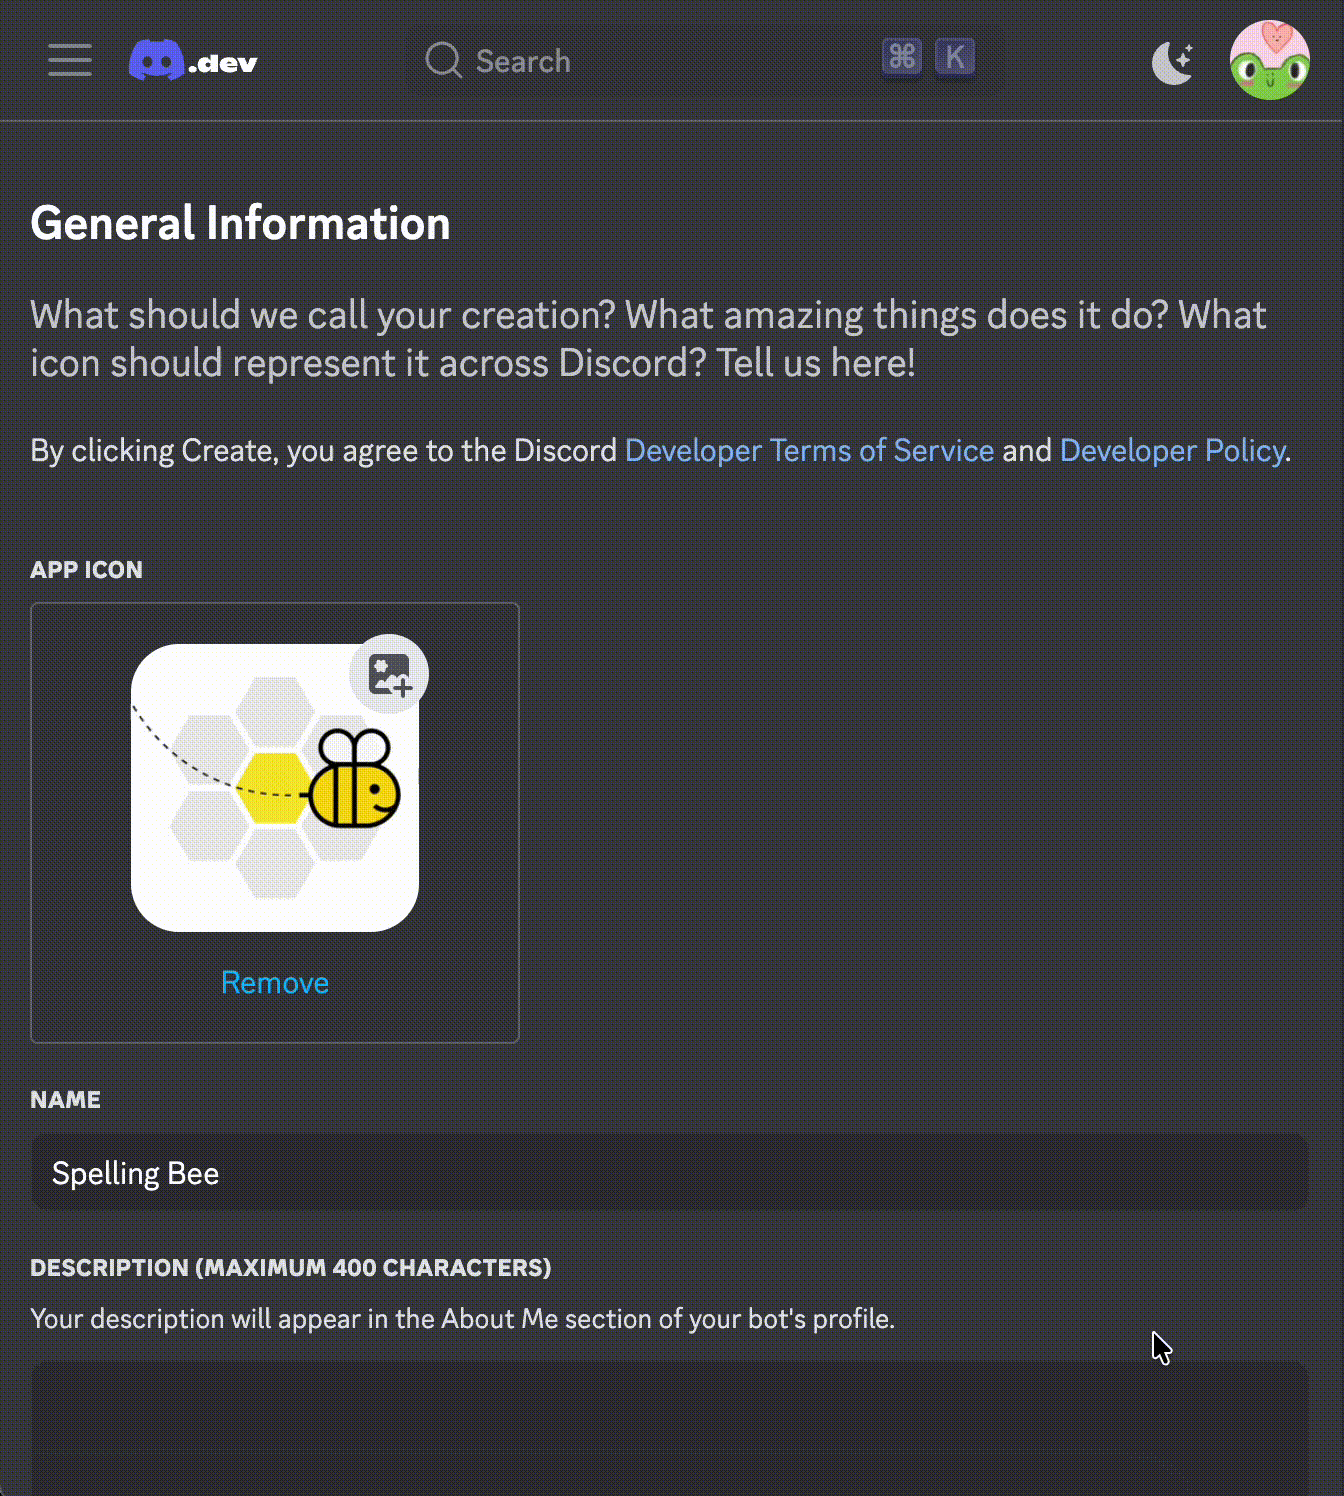 .dev
Search
⌘ K
General Information
What should we call your creation? What amazing things does it do? What
icon should represent it across Discord? Tell us here!
By clicking Create, you agree to the Discord Developer Terms of Service and Developer Policy.
APP ICON
Remove
NAME
Spelling Bee
DESCRIPTION (MAXIMUM 400 CHARACTERS)
Your description will appear in the About Me section of your bot's profile.